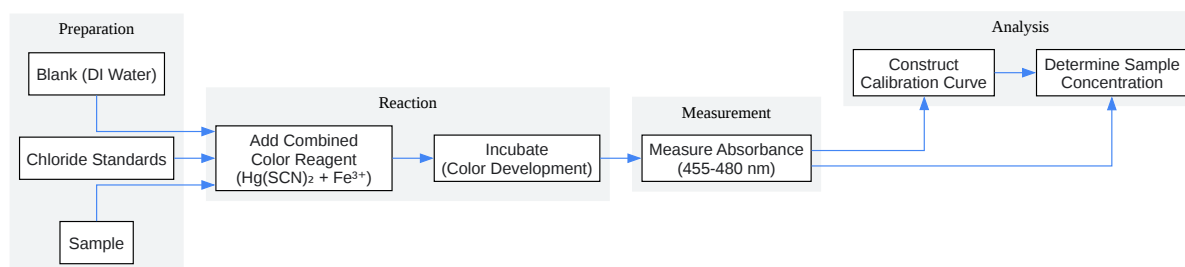 Preparation
Blank (DI Water)
Chloride Standards
Sample
Reaction
Add Combined
Color Reagent
(Hg(SCN)₂ + Fe³⁺)
Incubate
(Color Development)
Measurement
Measure Absorbance
(455-480 nm)
Analysis
Construct
Calibration Curve
Determine Sample
Concentration